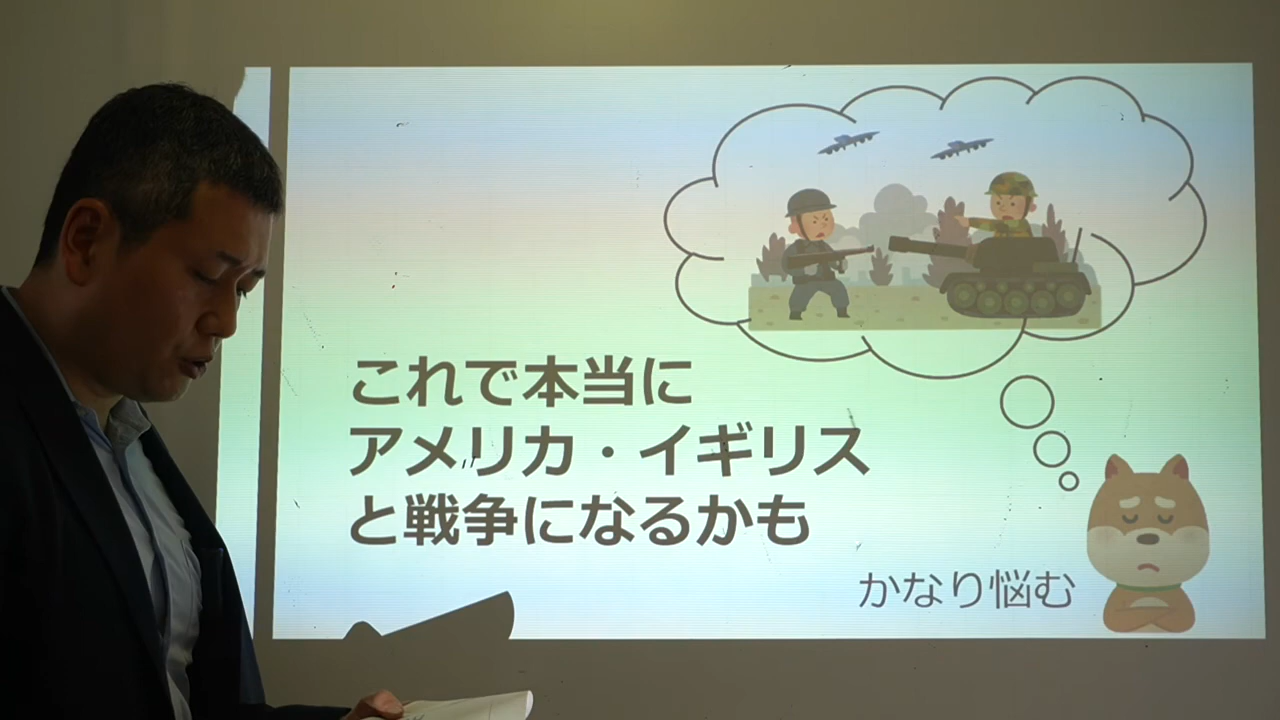 これで本当に
アメリカ・イギリス
と戦争になるかも
かなり悩む